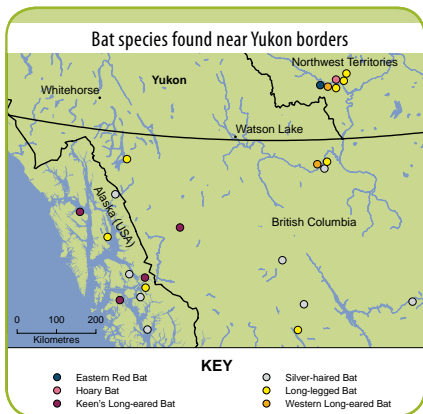 Bat species found near Yukon borders
Northwest Territories
Yukon
Whitehorse
Watson Lake
Alaska (USA)
British Columbia
0 100 200
Kilometres
KEY
Eastern Red Bat
Hoary Bat
Keen's Long-eared Bat
Silver-haired Bat
Long-legged Bat
Western Long-eared Bat